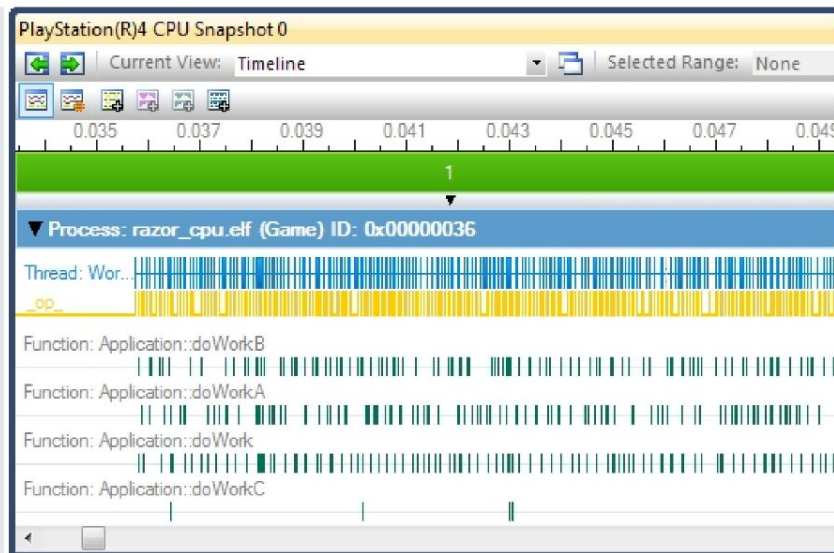 PlayStation(R)4 CPU Snapshot 0
Current View: Timeline Selected Range: None
0.035 0.037 0.039 0.041 0.043 0.045 0.047 0.049
1
Process: razor_cpu.elf (Game) ID: 0x00000036
Thread: Wor...
_op_
Function: Application::doWorkB
Function: Application::doWorkA
Function: Application::doWork
Function: Application::doWorkC